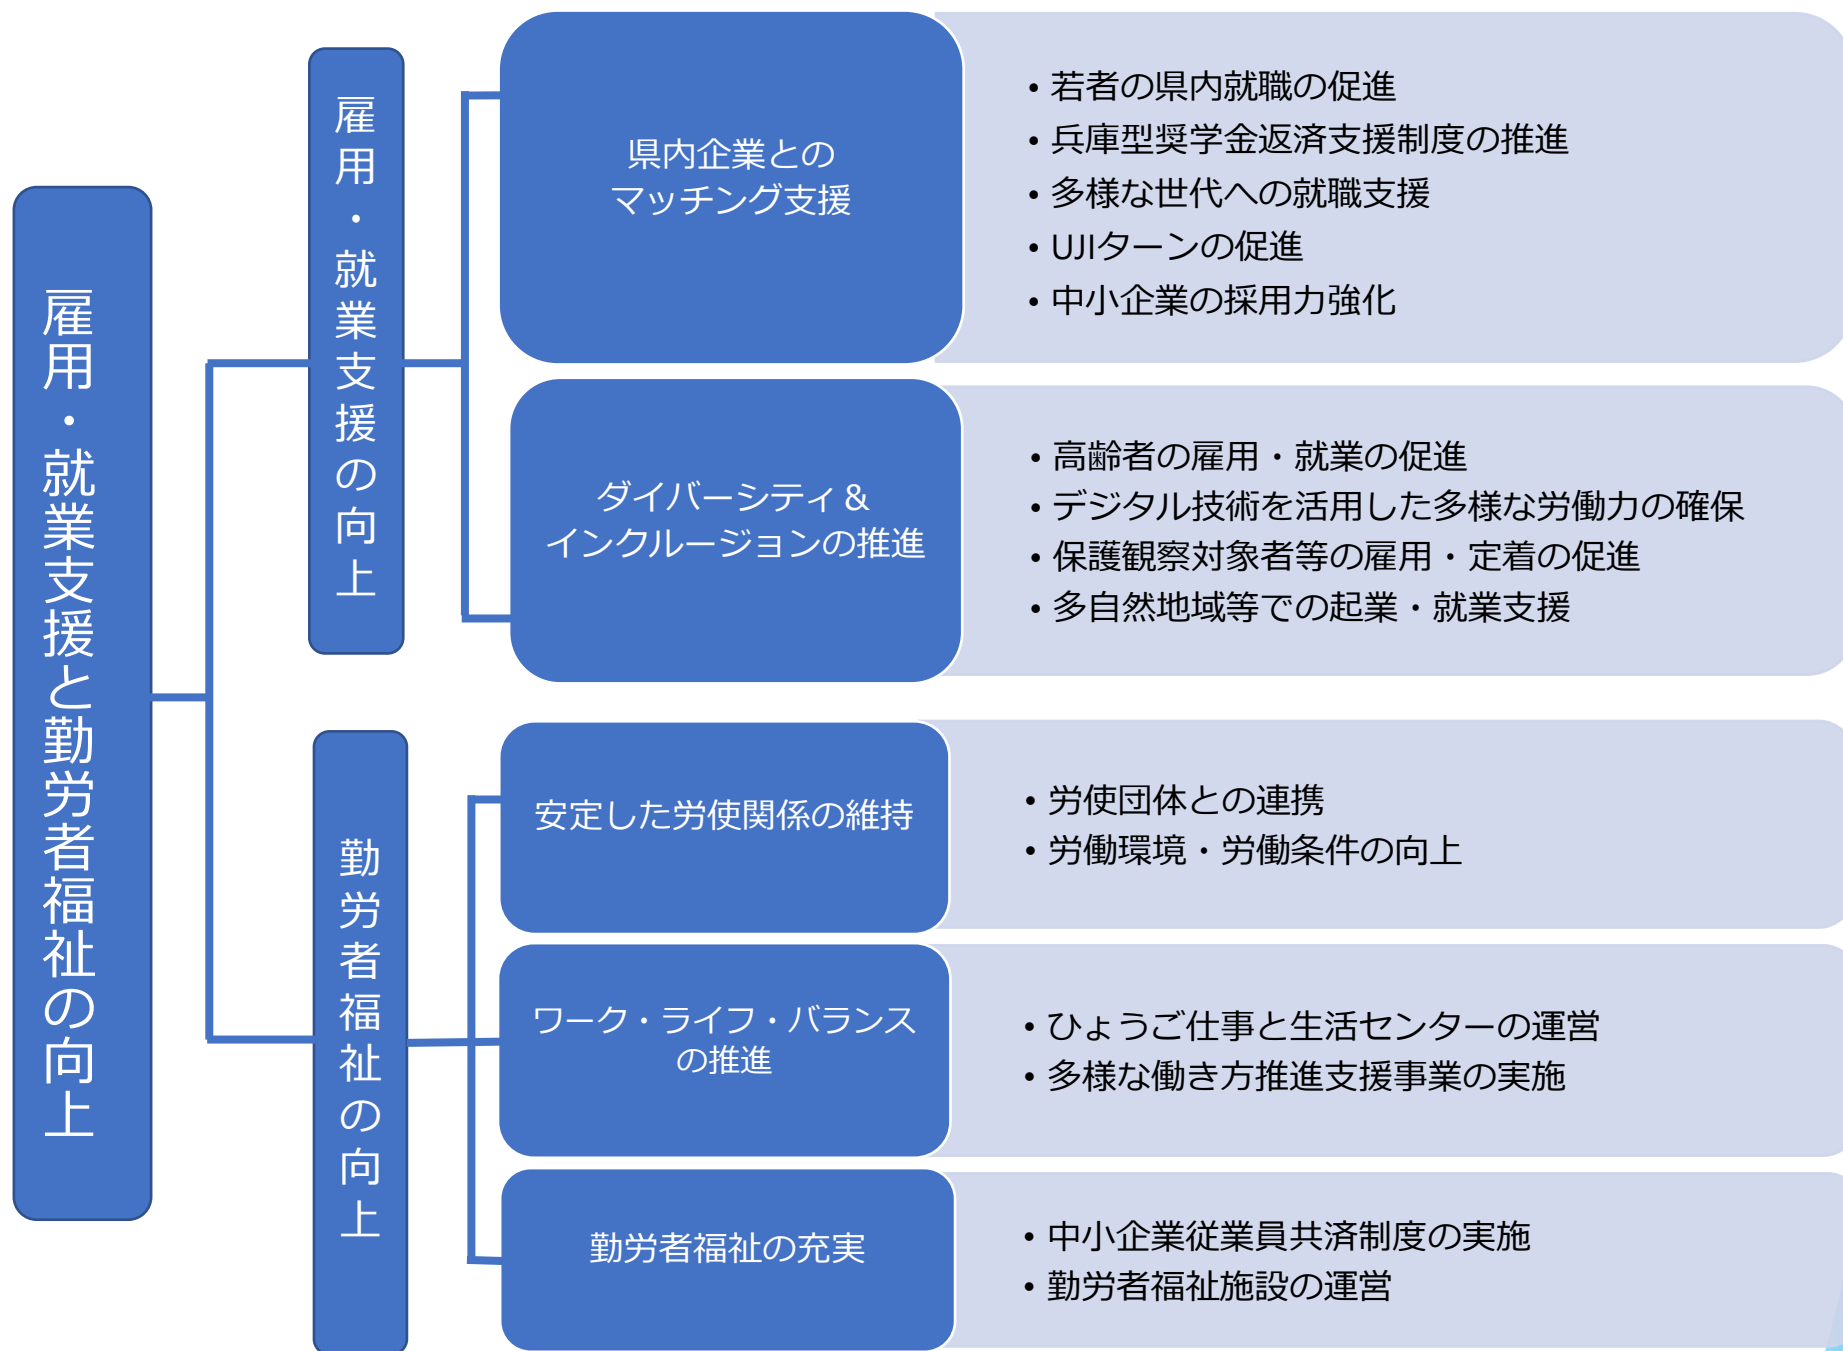 雇用・就業支援と勤労者福祉の向上
雇用・就業支援の向上
県内企業との
マッチング支援
・若者の県内就職の促進
・兵庫型奨学金返済支援制度の推進
・多様な世代への就職支援
・UJIターンの促進
・中小企業の採用力強化
ダイバーシティ&
インクルージョンの推進
・高齢者の雇用・就業の促進
・デジタル技術を活用した多様な労働力の確保
・保護観察対象者等の雇用・定着の促進
・多自然地域等での起業・就業支援
勤労者福祉の向上
安定した労使関係の維持
・労使団体との連携
・労働環境・労働条件の向上
ワーク・ライフ・バランス
の推進
・ひょうご仕事と生活センターの運営
・多様な働き方推進支援事業の実施
勤労者福祉の充実
・中小企業従業員共済制度の実施
・勤労者福祉施設の運営